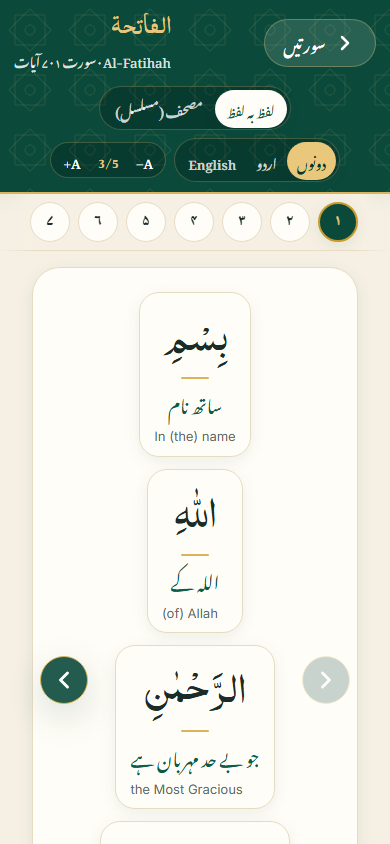 سورتیں
الفاتحة
Al-Fatihah · سورت ۱ · ۷ آیات
لفظ بہ لفظ
مصحف (مسلسل)
دونوں
اردو
English
A−
3/5
A+
۱
۲
۳
۴
۵
۶
۷
بِسْمِ
ساتھ نام
In (the) name
اللّٰهِ
اللہ کے
(of) Allah
الرَّحْمٰنِ
جو بے حد مہربان ہے
the Most Gracious